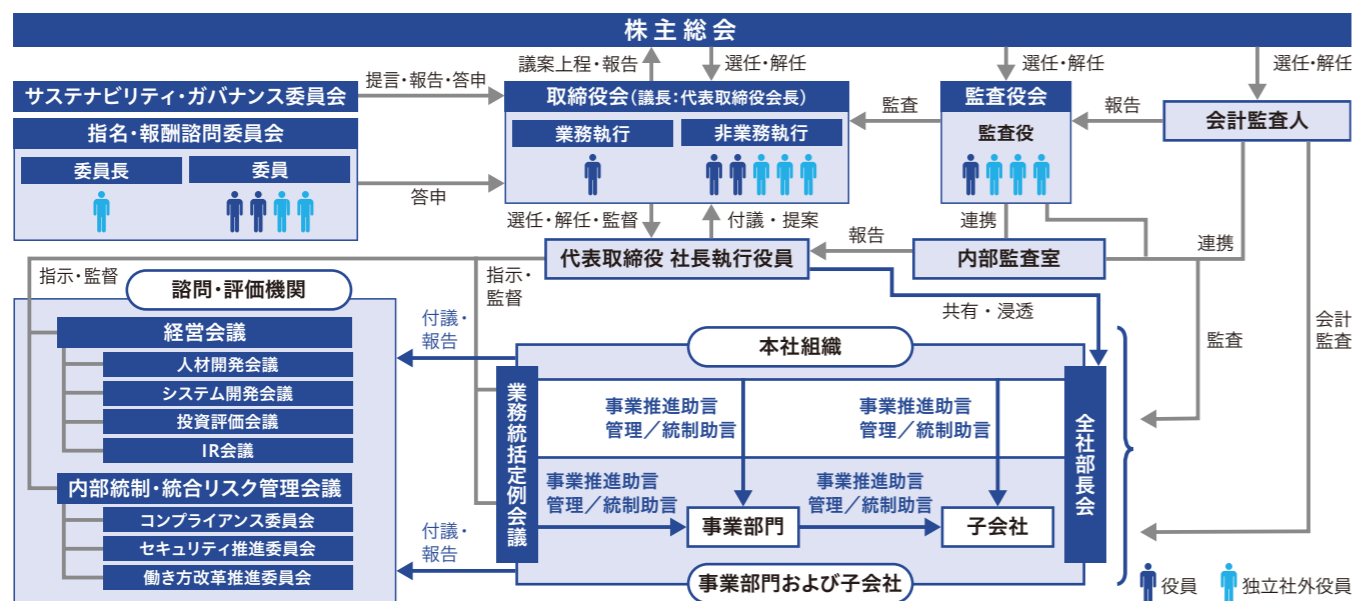 株主総会
議案上程・報告
選任・解任
選任・解任
選任・解任
サステナビリティ・ガバナンス委員会
提言・報告・答申
取締役会(議長:代表取締役会長)
監査役会
監査
報告
会計監査人
指名・報酬諮問委員会
業務執行
非業務執行
監査役
委員長
委員
答申
選任・解任・監督
付議・提案
連携
連携
代表取締役 社長執行役員
報告
内部監査室
指示・監督
諮問・評価機関
指示・
監督
共有・浸透
経営会議
人材開発会議
システム開発会議
投資評価会議
IR会議
付議・
報告
本社組織
監査
会計
監査
業務統括定例会議
事業推進助言
管理/統制助言
事業推進助言
管理/統制助言
全社部長会
内部統制・統合リスク管理会議
コンプライアンス委員会
セキュリティ推進委員会
働き方改革推進委員会
付議・
報告
事業推進助言
管理/統制助言
事業推進助言
管理/統制助言
事業部門
子会社
事業部門および子会社
役員
独立社外役員